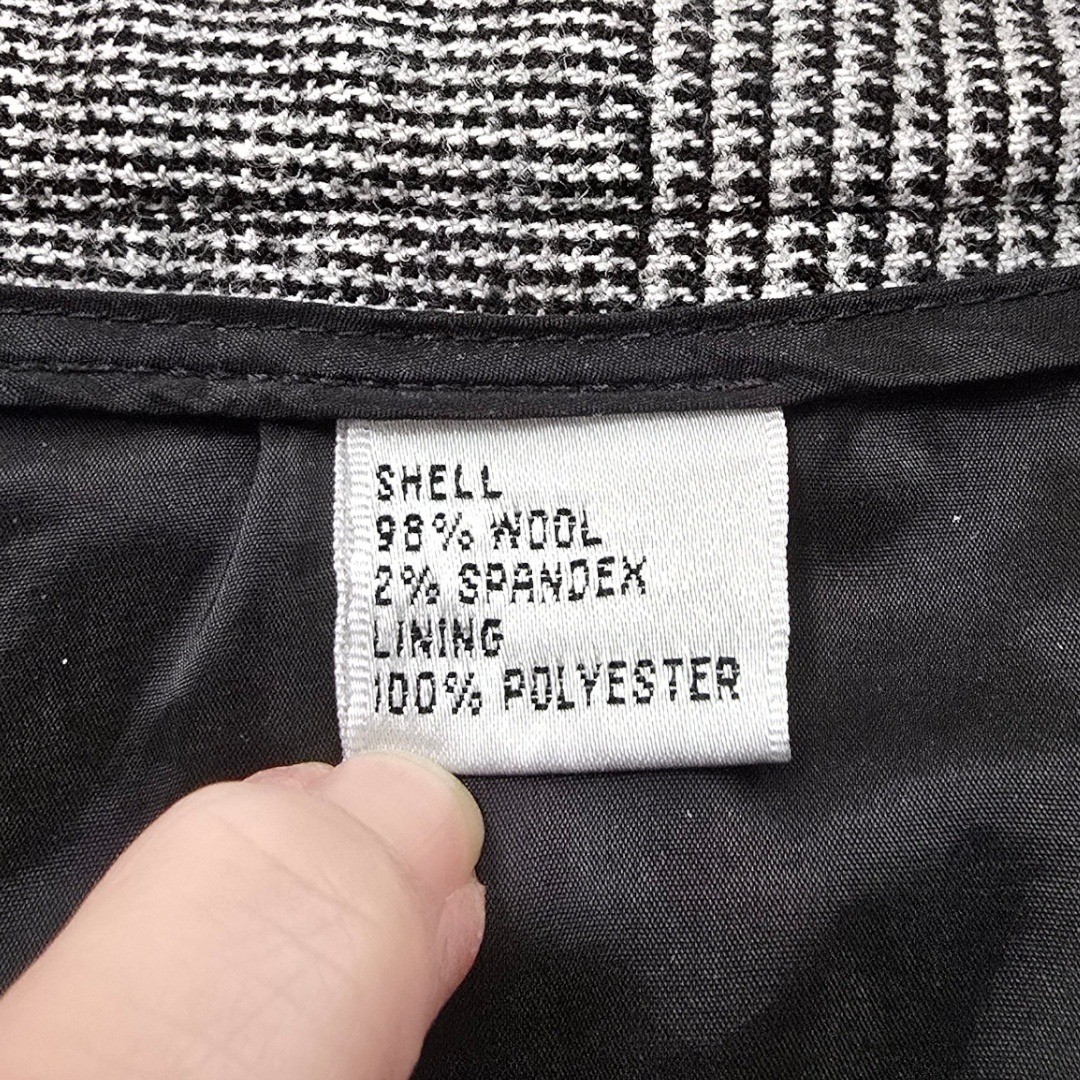 SHELL
98% WOOL
2% SPANDEX
LINING
100% POLYESTER